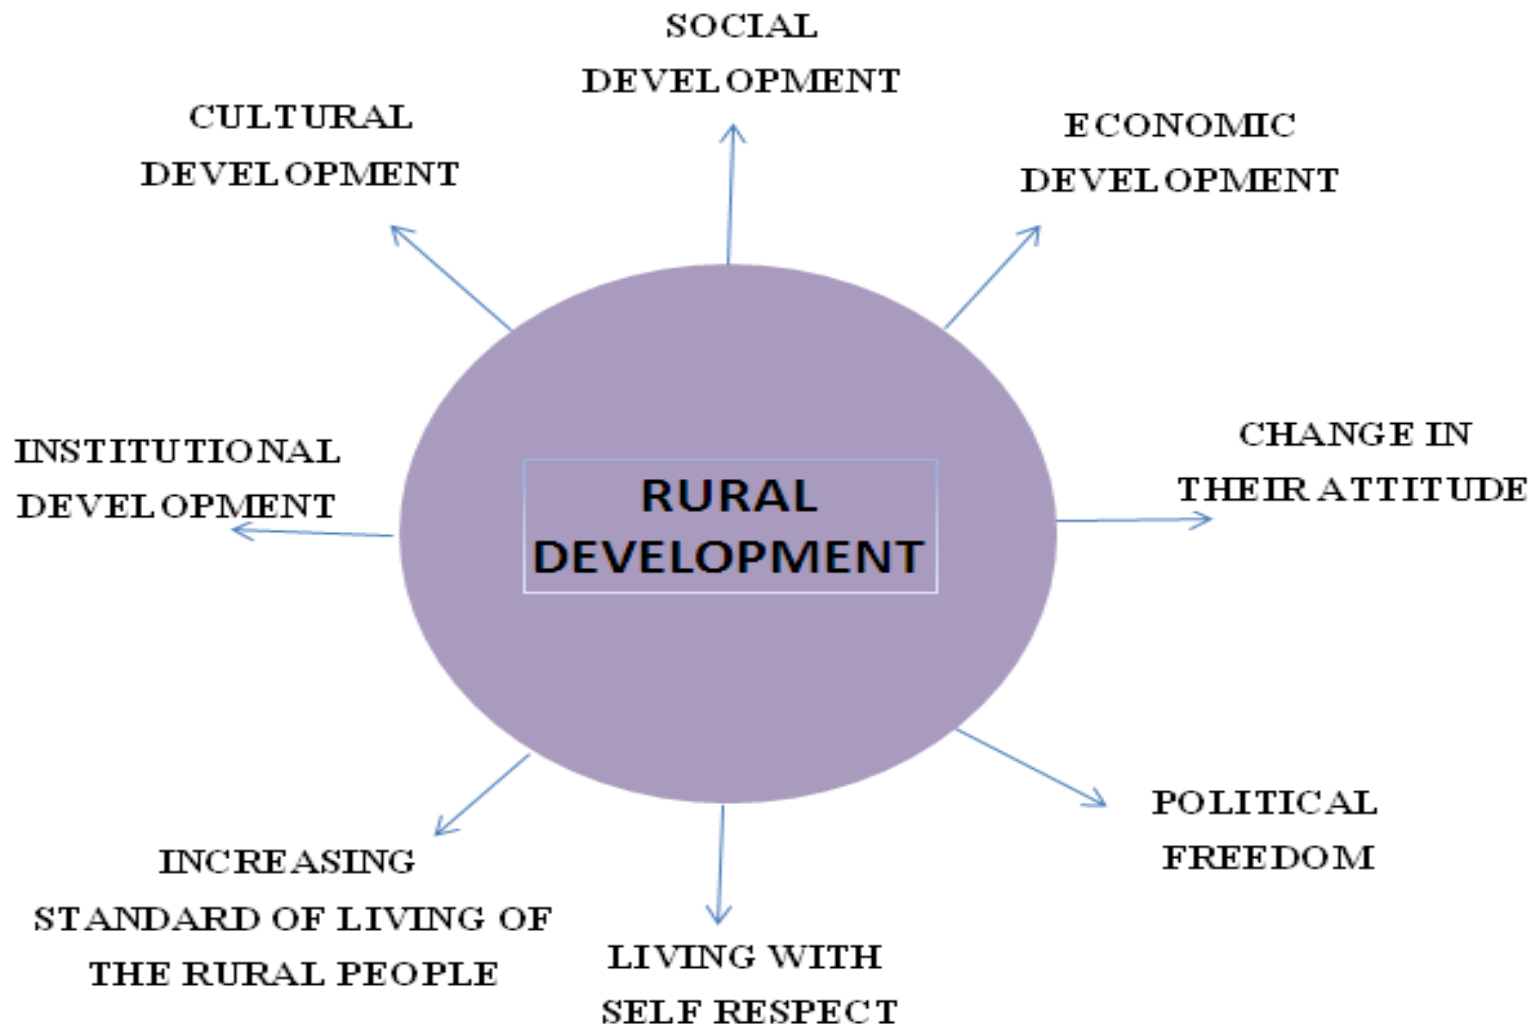 SOCIAL
DEVELOPMENT
CULTURAL
DEVELOPMENT
ECONOMIC
DEVELOPMENT
INSTITUTIONAL
DEVELOPMENT
RURAL
DEVELOPMENT
CHANGE IN
THEIR ATTITUDE
INCREASING
STANDARD OF LIVING OF
THE RURAL PEOPLE
LIVING WITH
SELF RESPECT
POLITICAL
FREEDOM